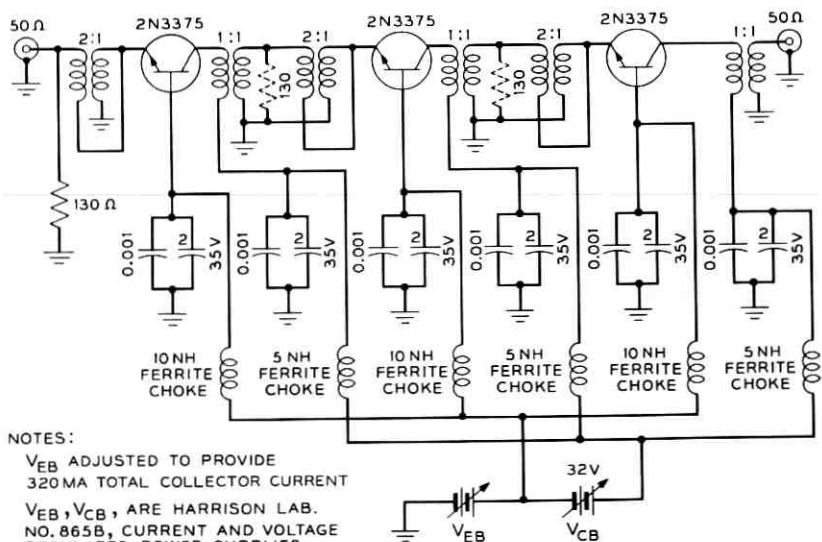 50Ω
2:1
2N3375
1:1
2:1
2N3375
1:1
2:1
2N3375
1:1
50Ω
130
130
130 Ω
0.001
2
35V
0.001
2
35V
0.001
2
35V
0.001
2
35V
0.001
2
35V
0.001
2
35V
10 NH
FERRITE
CHOKE
5 NH
FERRITE
CHOKE
10 NH
FERRITE
CHOKE
5 NH
FERRITE
CHOKE
10 NH
FERRITE
CHOKE
5 NH
FERRITE
CHOKE
NOTES:
VEB ADJUSTED TO PROVIDE
320 MA TOTAL COLLECTOR CURRENT
VEB, VCB, ARE HARRISON LAB.
NO. 865B, CURRENT AND VOLTAGE
32V
VEB
VCB